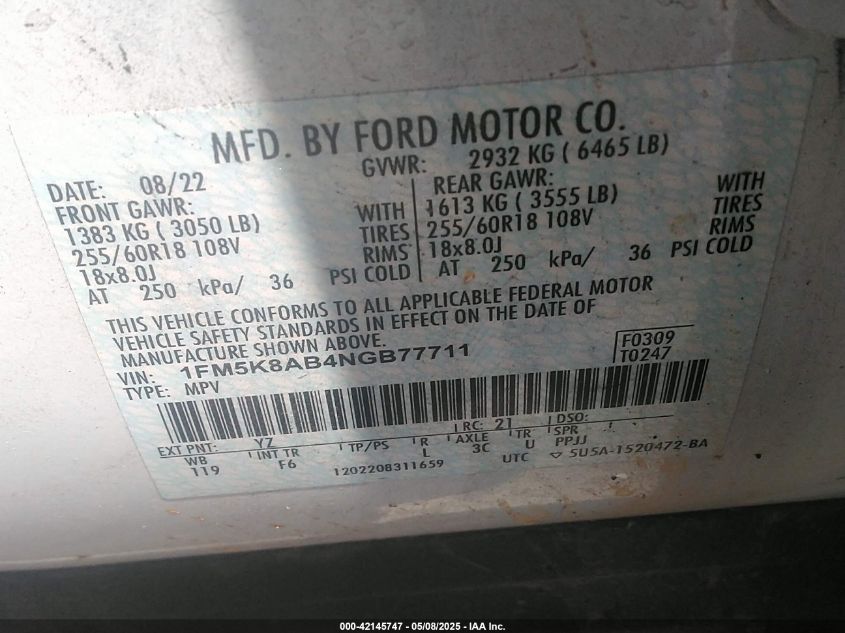 MFD. BY FORD MOTOR CO.
DATE: 08/22 GVWR: 2932 KG ( 6465 LB)
FRONT GAWR: REAR GAWR:
1383 KG ( 3050 LB) WITH 1613 KG ( 3555 LB) WITH
255/60R18 108V TIRES 255/60R18 108V TIRES
18x8.0J RIMS 18x8.0J RIMS
AT 250 kPa/ 36 PSI COLD AT 250 kPa/ 36 PSI COLD
THIS VEHICLE CONFORMS TO ALL APPLICABLE FEDERAL MOTOR
VEHICLE SAFETY STANDARDS IN EFFECT ON THE DATE OF
MANUFACTURE SHOWN ABOVE.
VIN: 1FM5K8AB4NGB77711 F0309
TYPE: MPV T0247
EXT PNT: YZ RC: 21 DSO:
WB INT TR TP/PS R AXLE TR SPR
119 F6 L 3C U PPJJ
1202208311659 UTC ▽ 5U5A-1520472-BA
000-42145747 - 05/08/2025 - IAA Inc.